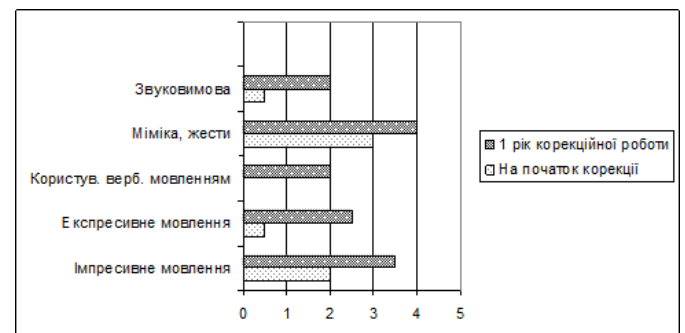 Звуковимова
Міміка, жести
Користув. верб. мовленням
Експресивне мовлення
Імпресивне мовлення
0 1 2 3 4 5
1 рік корекційної роботи
На початок корекції